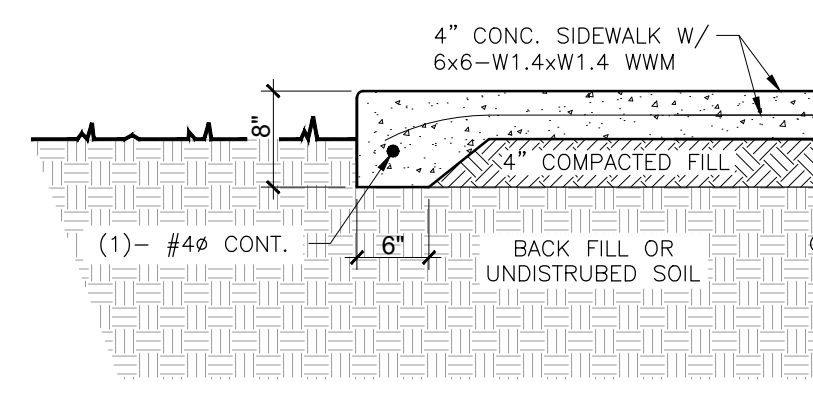 4" CONC. SIDEWALK W/
6x6-W1.4xW1.4 WWM
8"
4" COMPACTED FILL
(1)- #4ø CONT.
6"
BACK FILL OR
UNDISTRUBED SOIL